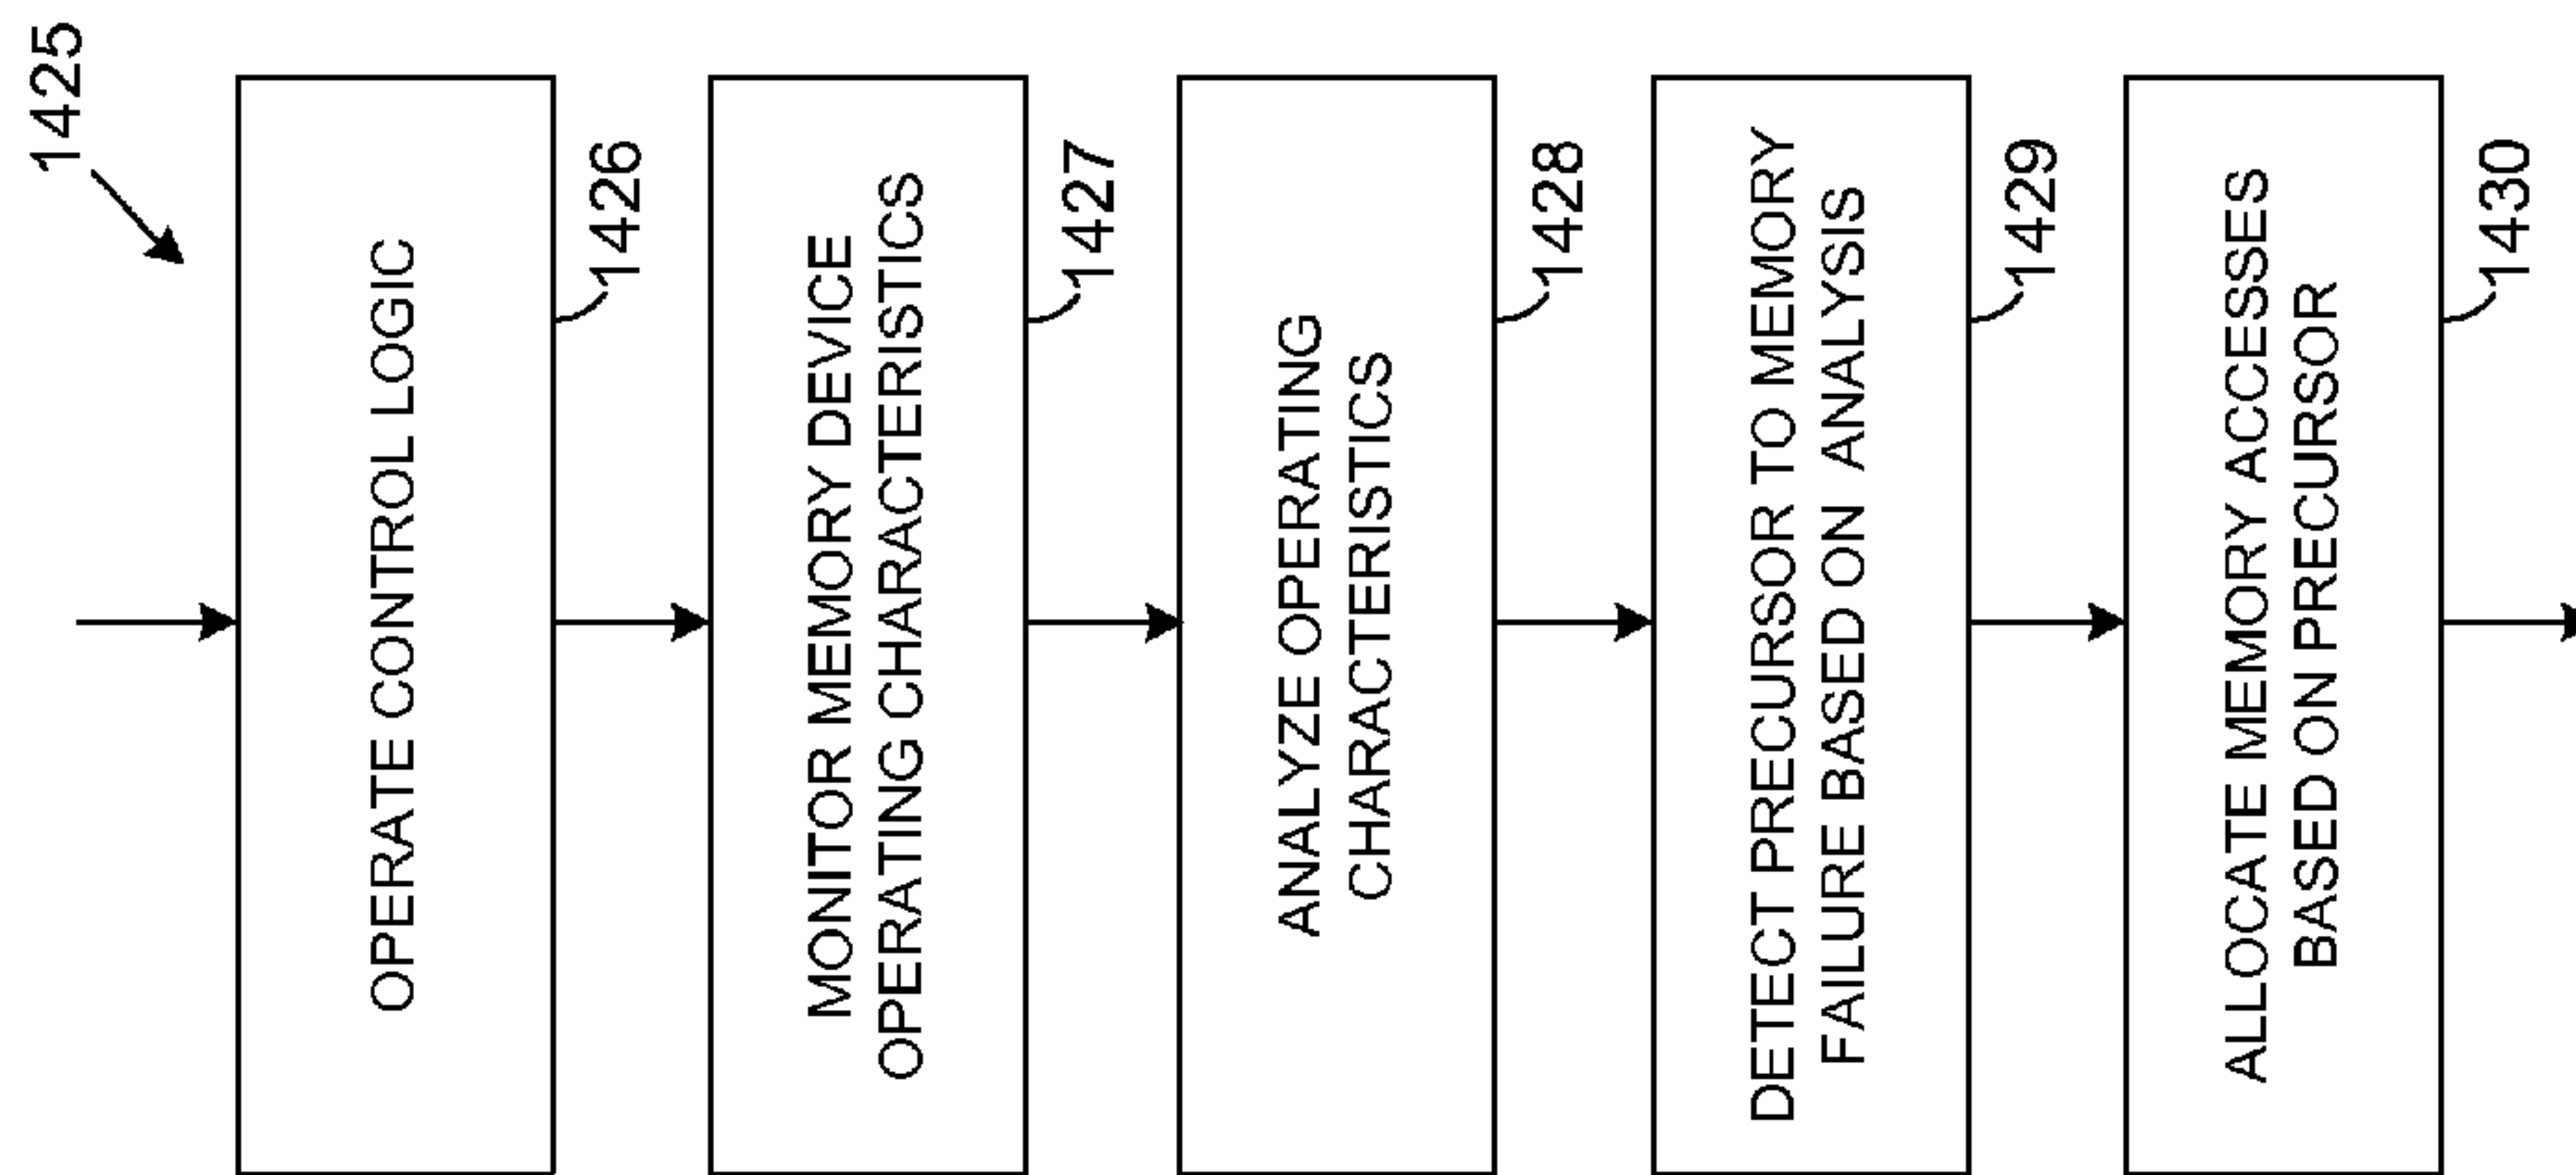 1425
OPERATE CONTROL LOGIC
1426
MONITOR MEMORY DEVICE
OPERATING CHARACTERISTICS
1427
ANALYZE OPERATING
CHARACTERISTICS
1428
DETECT PRECURSOR TO MEMORY
FAILURE BASED ON ANALYSIS
1429
ALLOCATE MEMORY ACCESSES
BASED ON PRECURSOR
1430